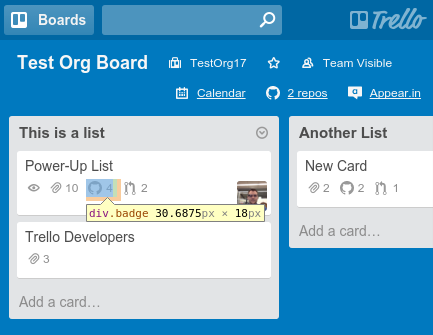 Boards
Trello
Test Org Board
TestOrg17
Team Visible
Calendar
2 repos
Appear.in
This is a list
Power-Up List
10
4
2
div.badge 30.6875px × 18px
Trello Developers
3
Add a card…
Another List
New Card
2
2
1
Add a card…